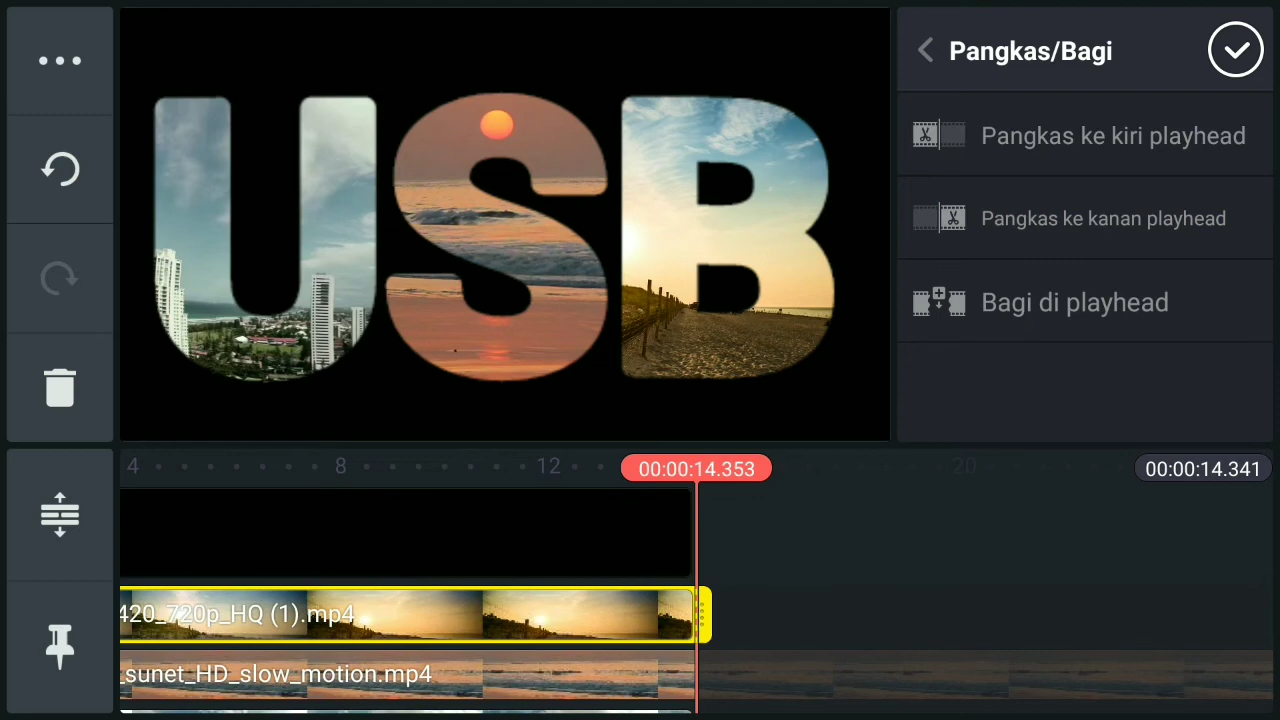 USB
Pangkas/Bagi
Pangkas ke kiri playhead
Pangkas ke kanan playhead
Bagi di playhead
4
8
12
00:00:14.353
20
00:00:14.341
420_720p_HQ (1).mp4
_sunet_HD_slow_motion.mp4